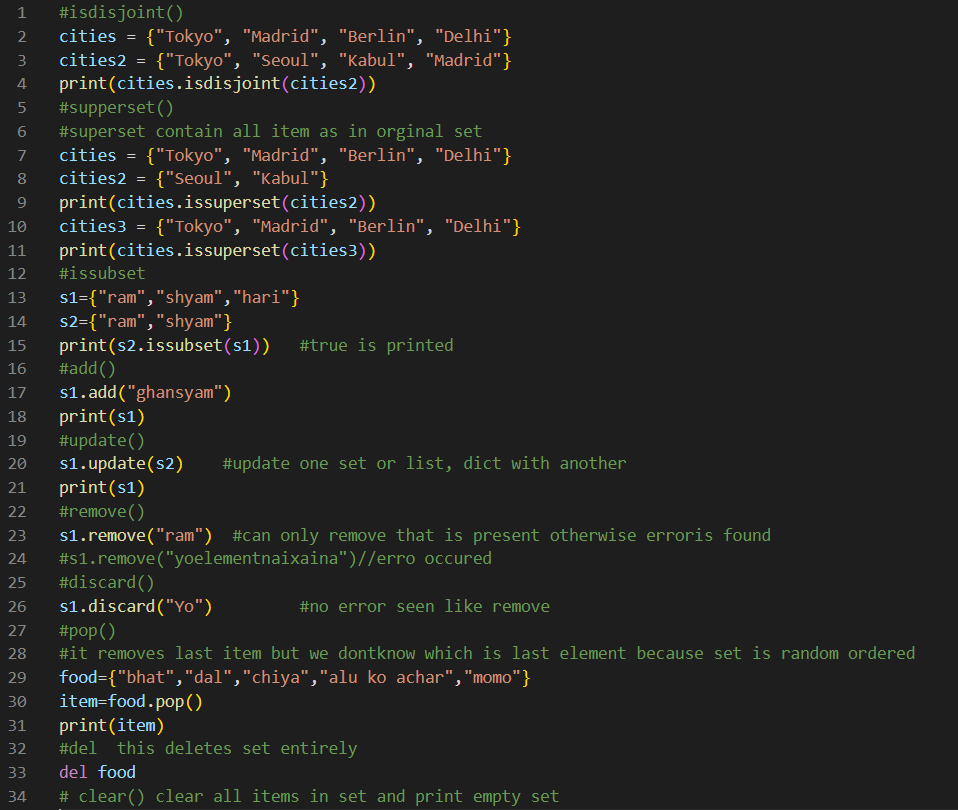 1 #isdisjoint()
2 cities = {"Tokyo", "Madrid", "Berlin", "Delhi"}
3 cities2 = {"Tokyo", "Seoul", "Kabul", "Madrid"}
4 print(cities.isdisjoint(cities2))
5 #supperset()
6 #superset contain all item as in orginal set
7 cities = {"Tokyo", "Madrid", "Berlin", "Delhi"}
8 cities2 = {"Seoul", "Kabul"}
9 print(cities.issuperset(cities2))
10 cities3 = {"Tokyo", "Madrid", "Berlin", "Delhi"}
11 print(cities.issuperset(cities3))
12 #issubset
13 s1={"ram","shyam","hari"}
14 s2={"ram","shyam"}
15 print(s2.issubset(s1))   #true is printed
16 #add()
17 s1.add("ghansyam")
18 print(s1)
19 #update()
20 s1.update(s2)    #update one set or list, dict with another
21 print(s1)
22 #remove()
23 s1.remove("ram")  #can only remove that is present otherwise erroris found
24 #s1.remove("yoelementnaixaina")//erro occured
25 #discard()
26 s1.discard("Yo")         #no error seen like remove
27 #pop()
28 #it removes last item but we dontknow which is last element because set is random ordered
29 food={"bhat","dal","chiya","alu ko achar","momo"}
30 item=food.pop()
31 print(item)
32 #del  this deletes set entirely
33 del food
34 # clear() clear all items in set and print empty set